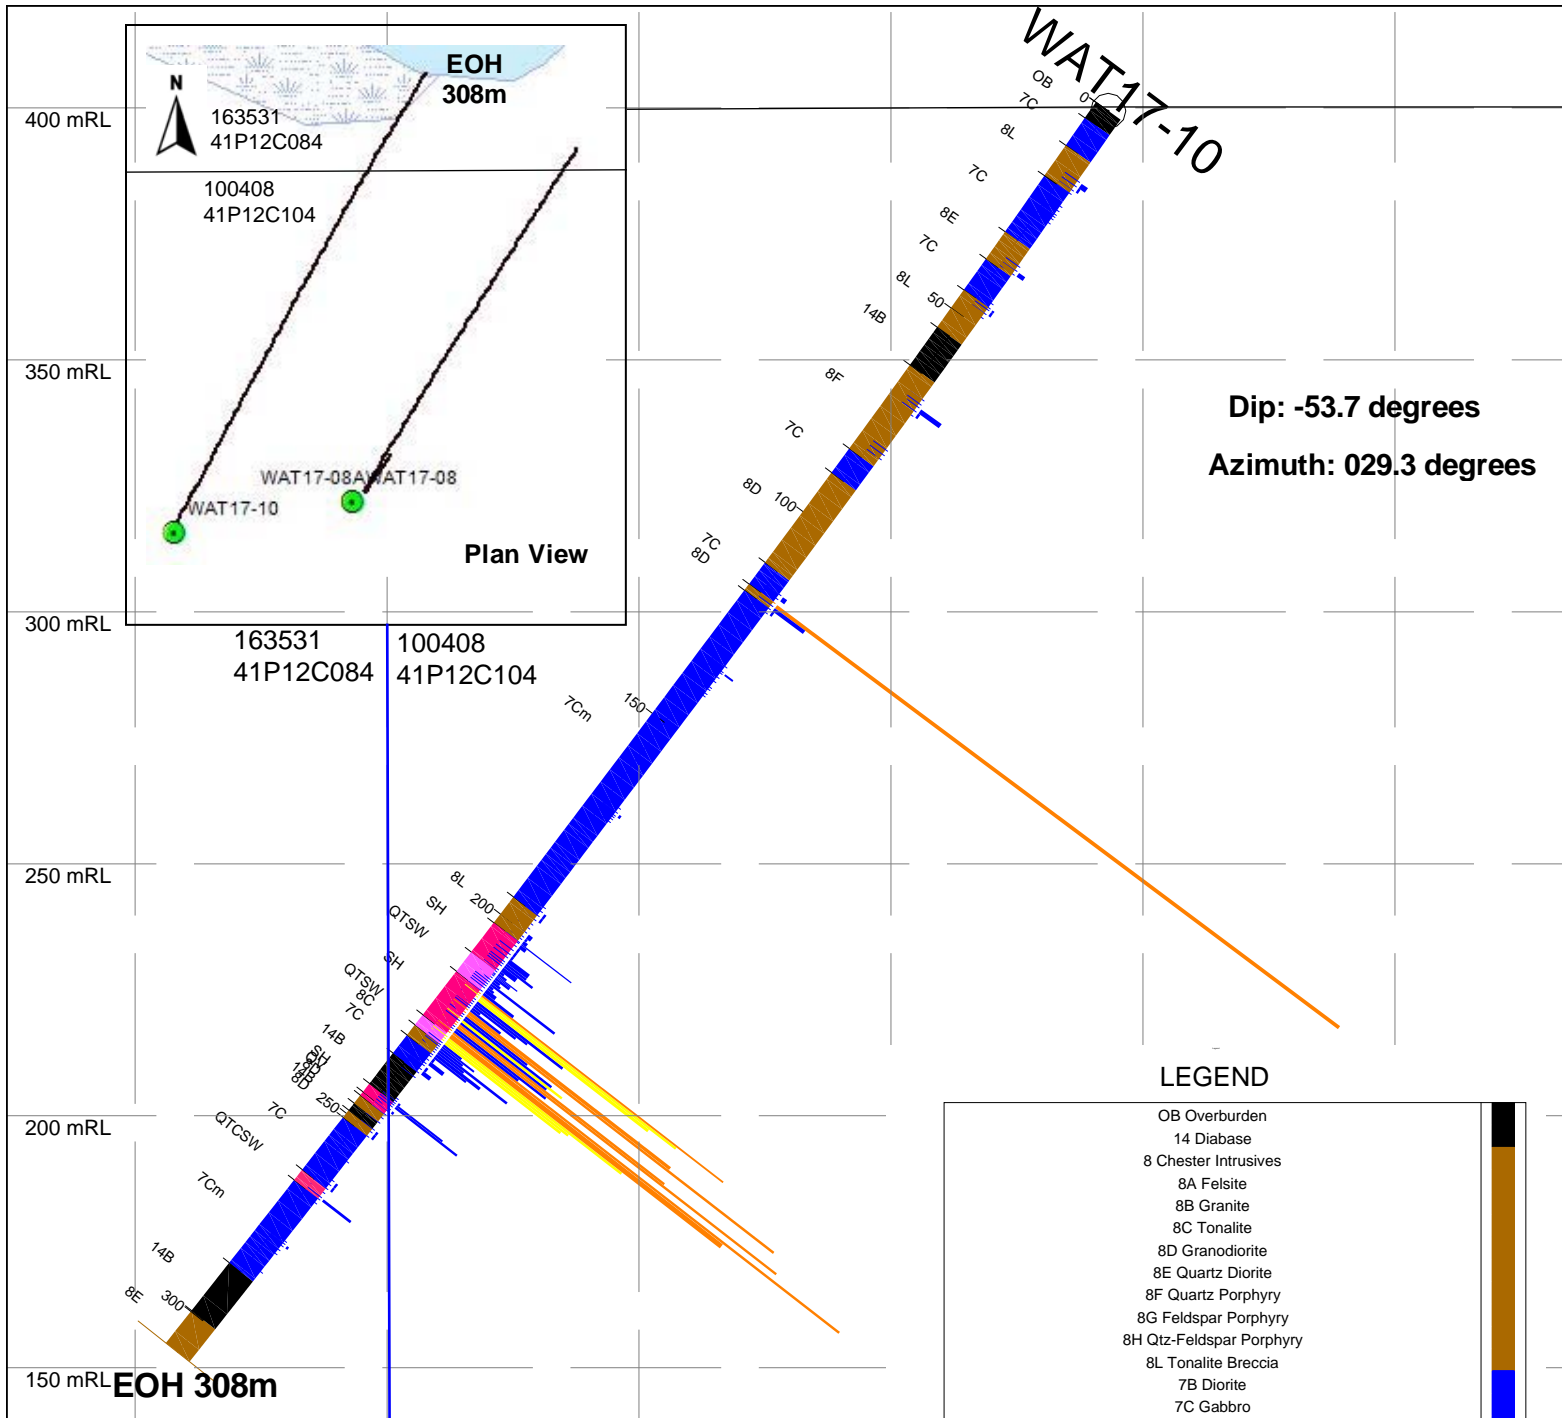 WAT17-10
EOH
308m
N
163531
41P12C084
100408
41P12C104
WAT17-08A
WAT17-08
WAT17-10
Plan View
400 mRL
350 mRL
300 mRL
250 mRL
200 mRL
150 mRL
163531
41P12C084
100408
41P12C104
Dip: -53.7 degrees
Azimuth: 029.3 degrees
OB
0
7C
8L
7C
8E
7C
8L
50
14B
8F
7C
8D
100
7C
8D
7Cm
150
8L
200
SH
QTSW
SH
QTSW
8C
7C
14B
SH
8D
250
7C
QTCSW
7Cm
14B
300
8E
EOH 308m
LEGEND
OB Overburden
14 Diabase
8 Chester Intrusives
8A Felsite
8B Granite
8C Tonalite
8D Granodiorite
8E Quartz Diorite
8F Quartz Porphyry
8G Feldspar Porphyry
8H Qtz-Feldspar Porphyry
8L Tonalite Breccia
7B Diorite
7C Gabbro